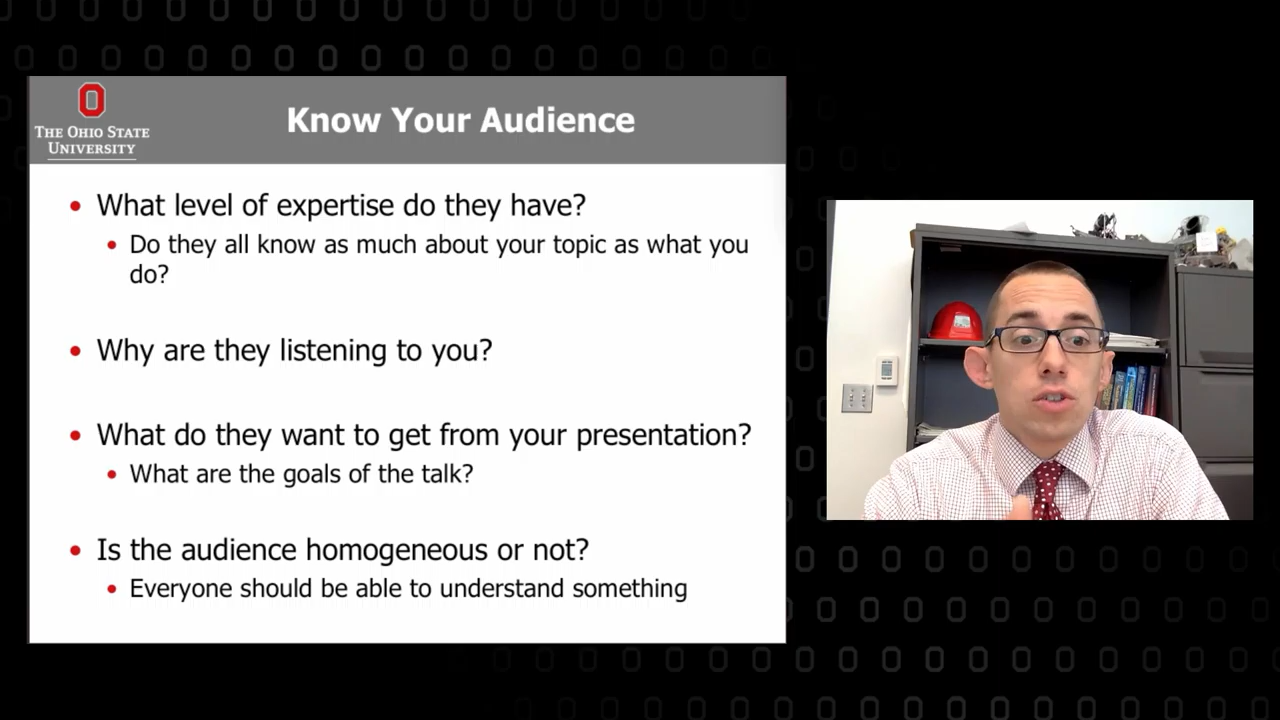 THE OHIO STATE
UNIVERSITY
Know Your Audience
• What level of expertise do they have?
• Do they all know as much about your topic as what you
do?
• Why are they listening to you?
• What do they want to get from your presentation?
• What are the goals of the talk?
• Is the audience homogeneous or not?
• Everyone should be able to understand something